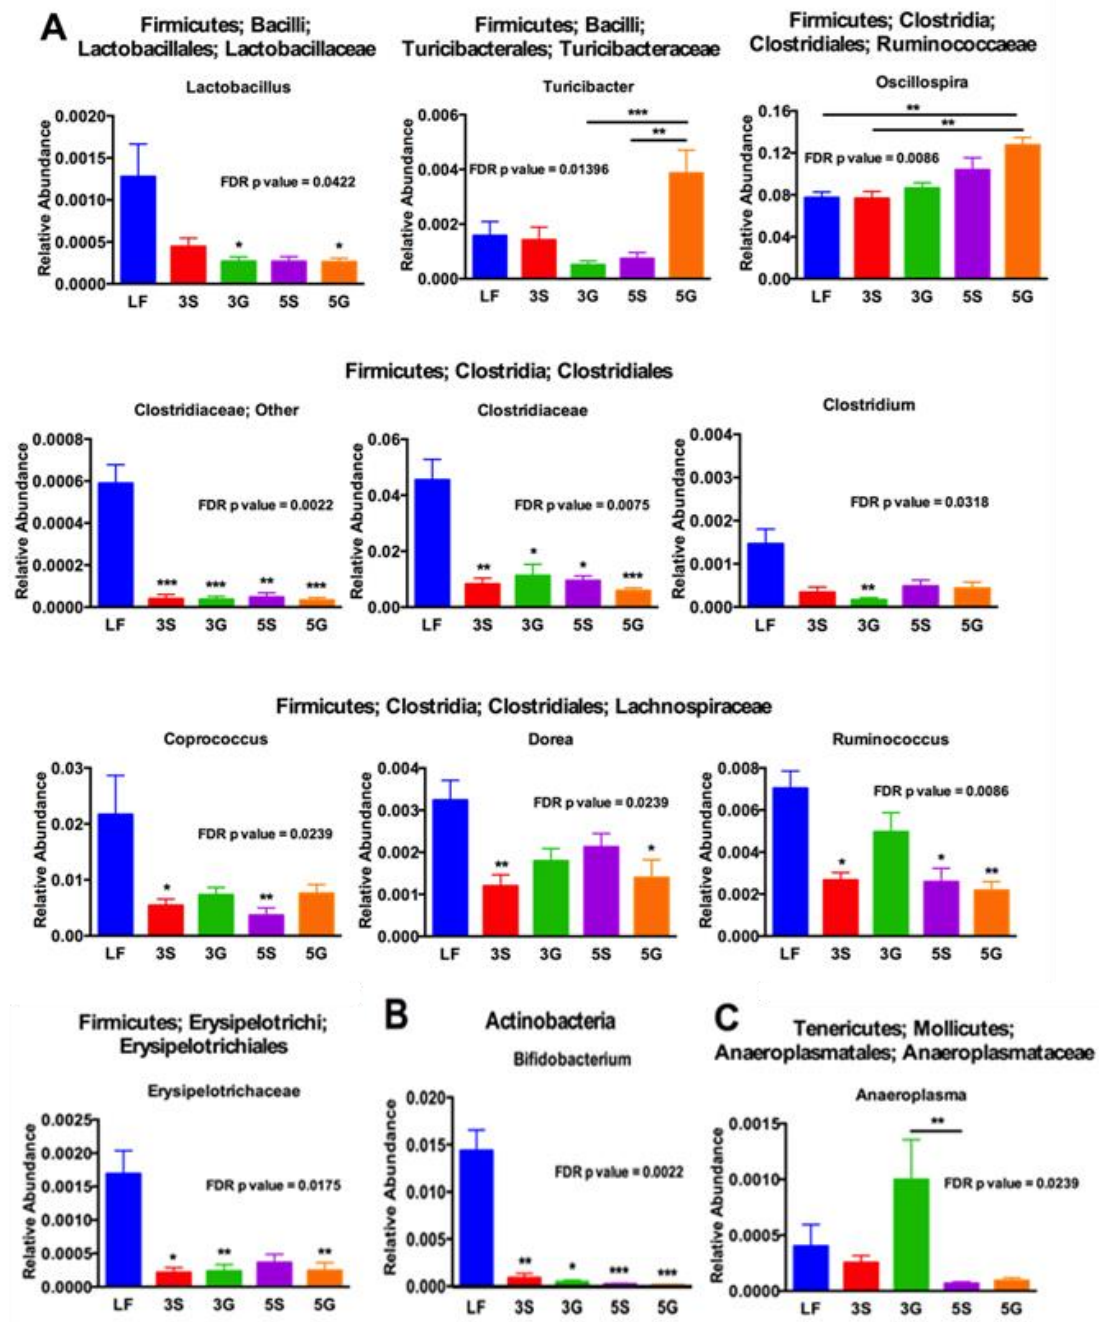 A
Firmicutes; Bacilli;
Lactobacillales; Lactobacillaceae
Lactobacillus
Relative Abundance
0.0020
0.0015
0.0010
0.0005
0.0000
FDR p value = 0.0422
*
*
LF 3S 3G 5S 5G
Firmicutes; Bacilli;
Turicibacterales; Turicibacteraceae
Turicibacter
Relative Abundance
0.006
0.004
0.002
0.000
***
**
FDR p value = 0.01396
LF 3S 3G 5S 5G
Firmicutes; Clostridia;
Clostridiales; Ruminococcaeae
Oscillospira
Relative Abundance
0.16
0.12
0.08
0.04
0.00
**
**
FDR p value = 0.0086
LF 3S 3G 5S 5G
Firmicutes; Clostridia; Clostridiales
Clostridiaceae; Other
Relative Abundance
0.0008
0.0006
0.0004
0.0002
0.0000
FDR p value = 0.0022
*** *** ** ***
LF 3S 3G 5S 5G
Clostridiaceae
Relative Abundance
0.06
0.04
0.02
0.00
FDR p value = 0.0075
** * * ***
LF 3S 3G 5S 5G
Clostridium
Relative Abundance
0.004
0.003
0.002
0.001
0.000
FDR p value = 0.0318
**
LF 3S 3G 5S 5G
Firmicutes; Clostridia; Clostridiales; Lachnospiraceae
Coprococcus
Relative Abundance
0.03
0.02
0.01
0.00
FDR p value = 0.0239
* **
LF 3S 3G 5S 5G
Dorea
Relative Abundance
0.004
0.003
0.002
0.001
0.000
FDR p value = 0.0239
** *
LF 3S 3G 5S 5G
Ruminococcus
Relative Abundance
0.008
0.006
0.004
0.002
0.000
FDR p value = 0.0086
* * **
LF 3S 3G 5S 5G
Firmicutes; Erysipelotrichi;
Erysipelotrichiales
Erysipelotrichaceae
Relative Abundance
0.0025
0.0020
0.0015
0.0010
0.0005
0.0000
FDR p value = 0.0175
* ** **
LF 3S 3G 5S 5G
B
Actinobacteria
Bifidobacterium
Relative Abundance
0.020
0.015
0.010
0.005
0.000
FDR p value = 0.0022
** * *** ***
LF 3S 3G 5S 5G
C
Tenericutes; Mollicutes;
Anaeroplasmatales; Anaeroplasmataceae
Anaeroplasma
Relative Abundance
0.0015
0.0010
0.0005
0.0000
**
FDR p value = 0.0239
LF 3S 3G 5S 5G